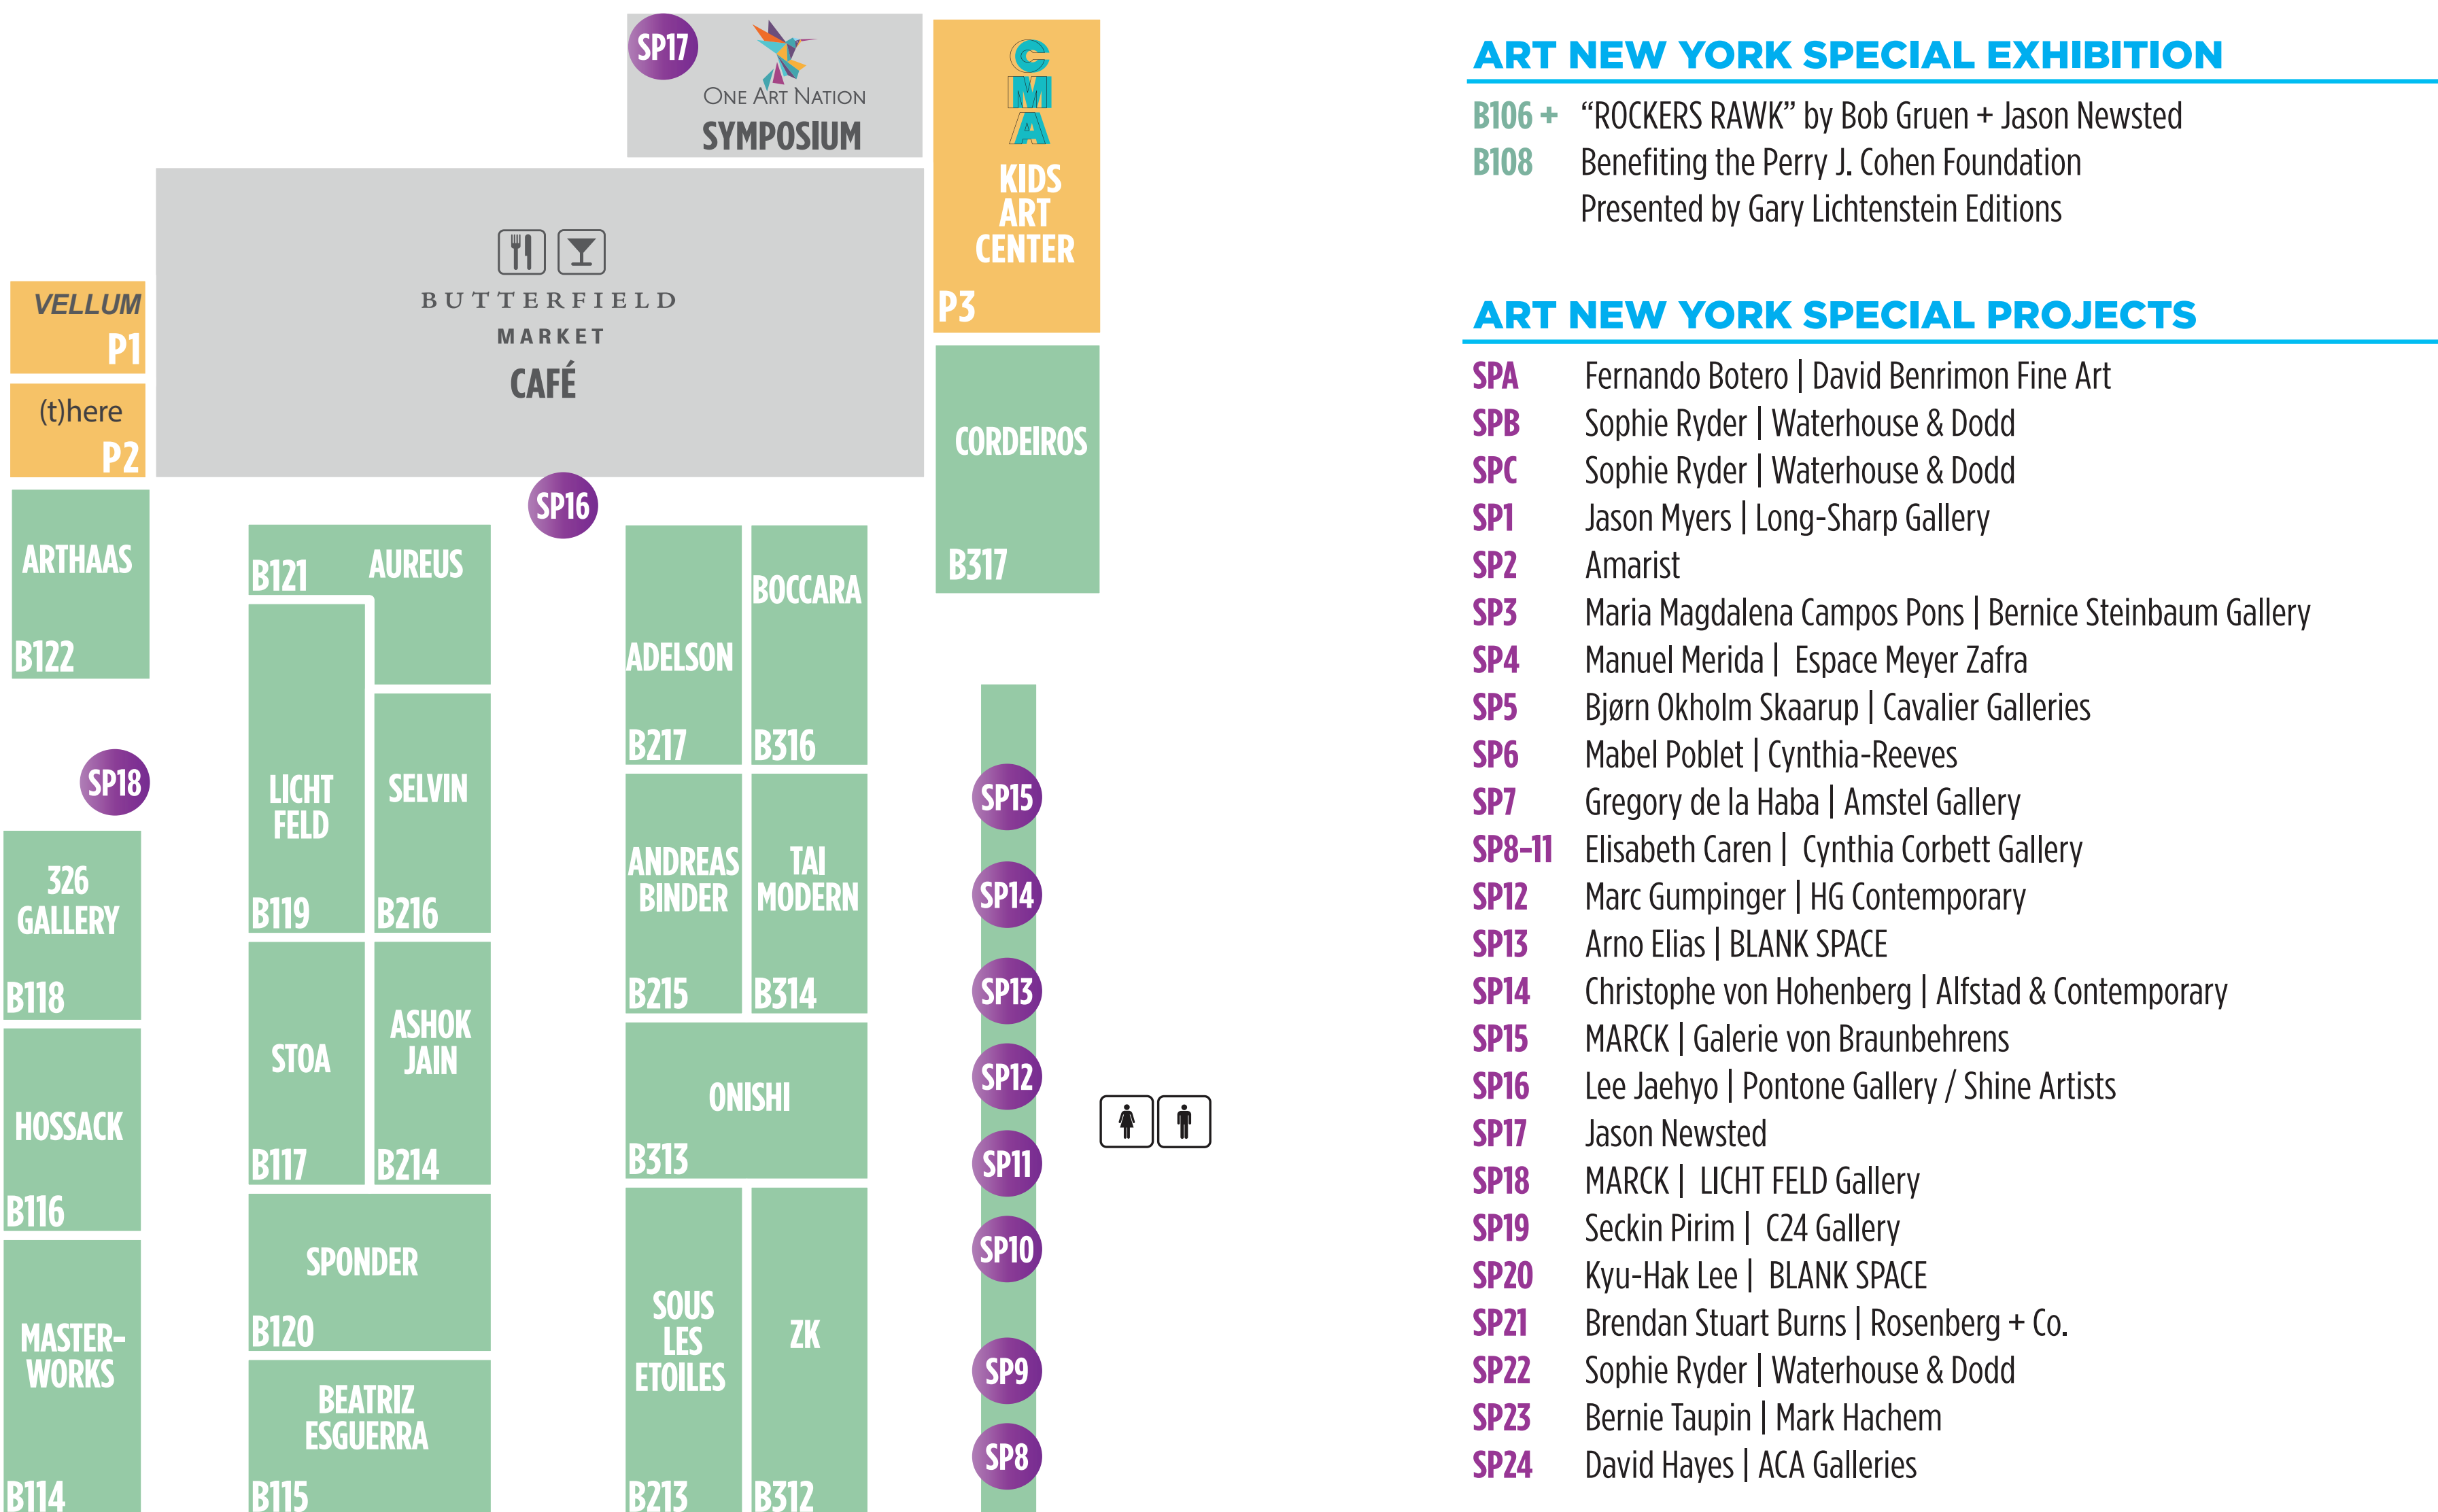 SP17
ONE ART NATION
SYMPOSIUM
CMA
KIDS
ART
CENTER
P3
BUTTERFIELD
MARKET
CAFÉ
VELLUM
P1
(t)here
P2
CORDEIROS
B317
SP16
ARTHAAS
B122
B121
AUREUS
ADELSON
B217
BOCCARA
B316
SP18
LICHT
FELD
B119
SELVIN
B216
SP15
326
GALLERY
B118
ANDREAS
BINDER
B215
TAI
MODERN
B314
SP14
SP13
STOA
B117
ASHOK
JAIN
B214
HOSSACK
B116
ONISHI
B313
SP12
SP11
SP10
SPONDER
B120
MASTER-
WORKS
B114
SOUS
LES
ETOILES
B213
ZK
B312
SP9
SP8
BEATRIZ
ESGUERRA
B115
ART NEW YORK SPECIAL EXHIBITION
B106 + “ROCKERS RAWK” by Bob Gruen + Jason Newsted
B108 Benefiting the Perry J. Cohen Foundation
Presented by Gary Lichtenstein Editions
ART NEW YORK SPECIAL PROJECTS
SPA Fernando Botero | David Benrimon Fine Art
SPB Sophie Ryder | Waterhouse & Dodd
SPC Sophie Ryder | Waterhouse & Dodd
SP1 Jason Myers | Long-Sharp Gallery
SP2 Amarist
SP3 Maria Magdalena Campos Pons | Bernice Steinbaum Gallery
SP4 Manuel Merida | Espace Meyer Zafra
SP5 Bjørn Okholm Skaarup | Cavalier Galleries
SP6 Mabel Poblet | Cynthia-Reeves
SP7 Gregory de la Haba | Amstel Gallery
SP8-11 Elisabeth Caren | Cynthia Corbett Gallery
SP12 Marc Gumpinger | HG Contemporary
SP13 Arno Elias | BLANK SPACE
SP14 Christophe von Hohenberg | Alfstad & Contemporary
SP15 MARCK | Galerie von Braunbehrens
SP16 Lee Jaehyo | Pontone Gallery / Shine Artists
SP17 Jason Newsted
SP18 MARCK | LICHT FELD Gallery
SP19 Seckin Pirim | C24 Gallery
SP20 Kyu-Hak Lee | BLANK SPACE
SP21 Brendan Stuart Burns | Rosenberg + Co.
SP22 Sophie Ryder | Waterhouse & Dodd
SP23 Bernie Taupin | Mark Hachem
SP24 David Hayes | ACA Galleries